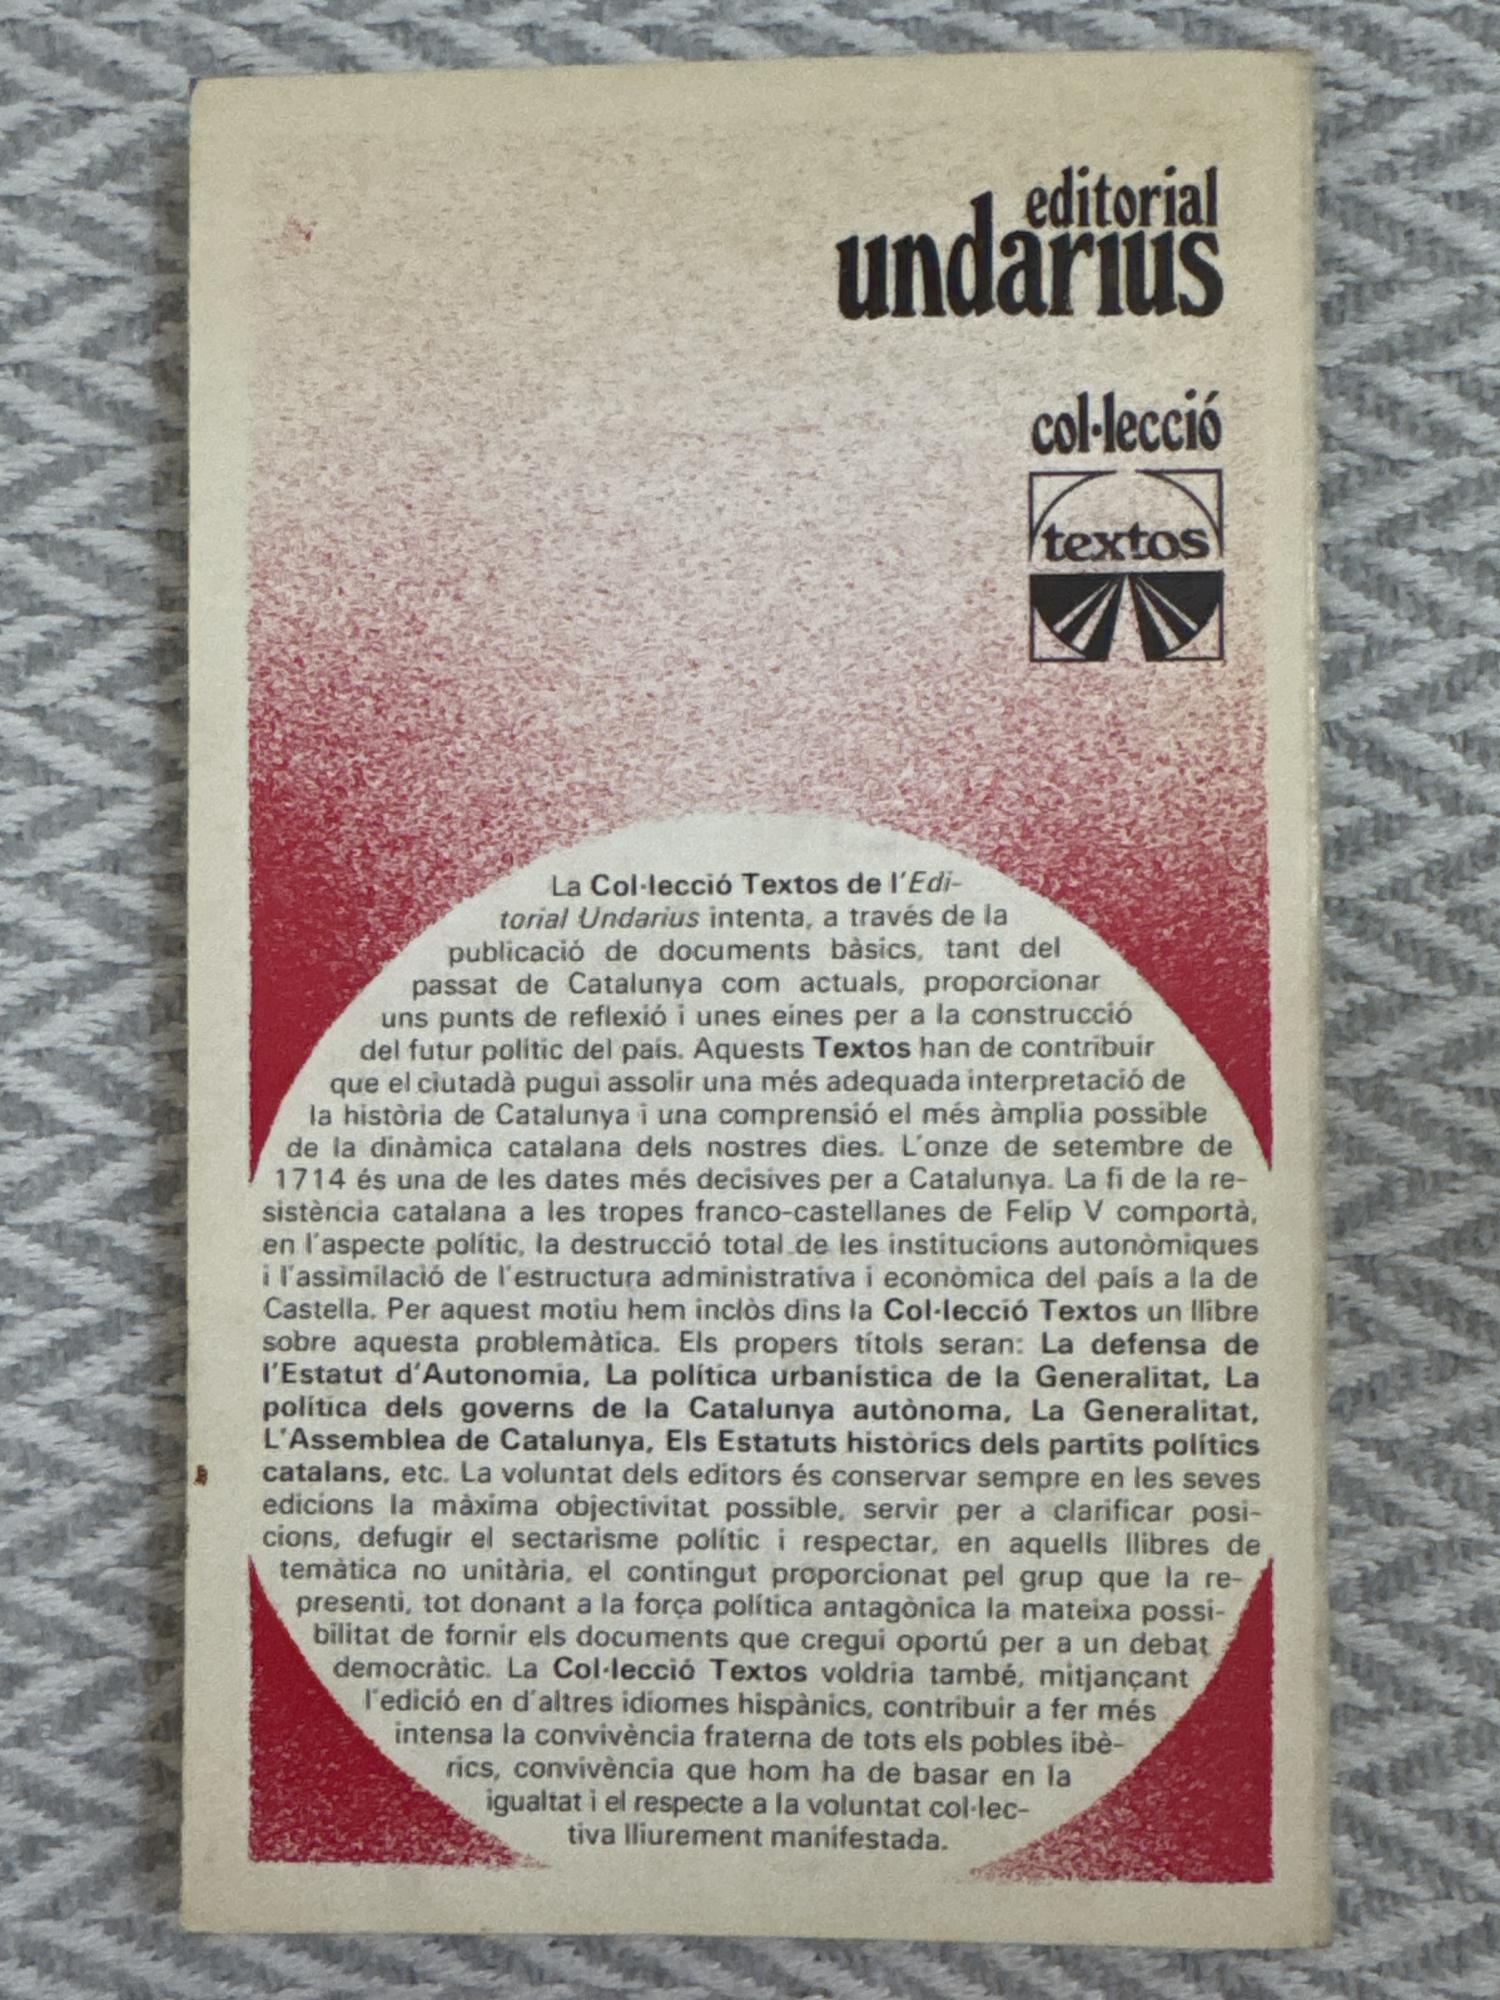 editorial
undarius
col·lecció
textos
La Col·lecció Textos de l'Edi-
torial Undarius intenta, a través de la
publicació de documents bàsics, tant del
passat de Catalunya com actuals, proporcionar
uns punts de reflexió i unes eines per a la construcció
del futur polític del país. Aquests Textos han de contribuir
que el ciutadà pugui assolir una més adequada interpretació de
la història de Catalunya i una comprensió el més àmplia possible
de la dinàmica catalana dels nostres dies. L'onze de setembre de
1714 és una de les dates més decisives per a Catalunya. La fi de la re-
sistència catalana a les tropes franco-castellanes de Felip V comportà,
en l'aspecte polític, la destrucció total de les institucions autonòmiques
i l'assimilació de l'estructura administrativa i econòmica del país a la de
Castella. Per aquest motiu hem inclòs dins la Col·lecció Textos un llibre
sobre aquesta problemàtica. Els propers títols seran: La defensa de
l'Estatut d'Autonomia, La política urbanística de la Generalitat, La
política dels governs de la Catalunya autònoma, La Generalitat,
L'Assemblea de Catalunya, Els Estatuts històrics dels partits polítics
catalans, etc. La voluntat dels editors és conservar sempre en les seves
edicions la màxima objectivitat possible, servir per a clarificar posi-
cions, defugir el sectarisme polític i respectar, en aquells llibres de
temàtica no unitària, el contingut proporcionat pel grup que la re-
presenti, tot donant a la força política antagònica la mateixa possi-
bilitat de fornir els documents que cregui oportú per a un debat
democràtic. La Col·lecció Textos voldria també, mitjançant
l'edició en d'altres idiomes hispànics, contribuir a fer més
intensa la convivència fraterna de tots els pobles ibè-
rics, convivència que hom ha de basar en la
igualtat i el respecte a la voluntat col·lec-
tiva lliurement manifestada.